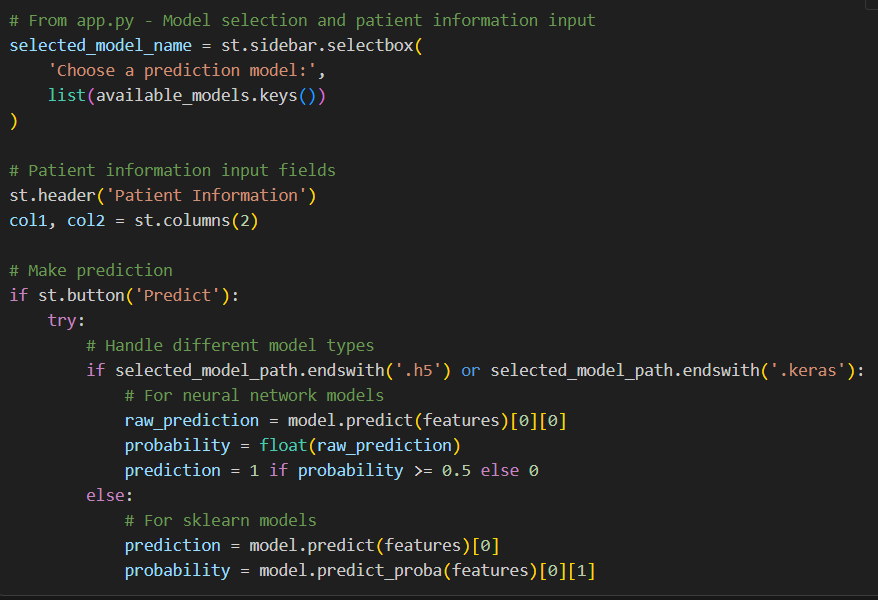 # From app.py - Model selection and patient information input
selected_model_name = st.sidebar.selectbox(
    'Choose a prediction model:',
    list(available_models.keys())
)

# Patient information input fields
st.header('Patient Information')
col1, col2 = st.columns(2)

# Make prediction
if st.button('Predict'):
    try:
        # Handle different model types
        if selected_model_path.endswith('.h5') or selected_model_path.endswith('.keras'):
            # For neural network models
            raw_prediction = model.predict(features)[0][0]
            probability = float(raw_prediction)
            prediction = 1 if probability >= 0.5 else 0
        else:
            # For sklearn models
            prediction = model.predict(features)[0]
            probability = model.predict_proba(features)[0][1]